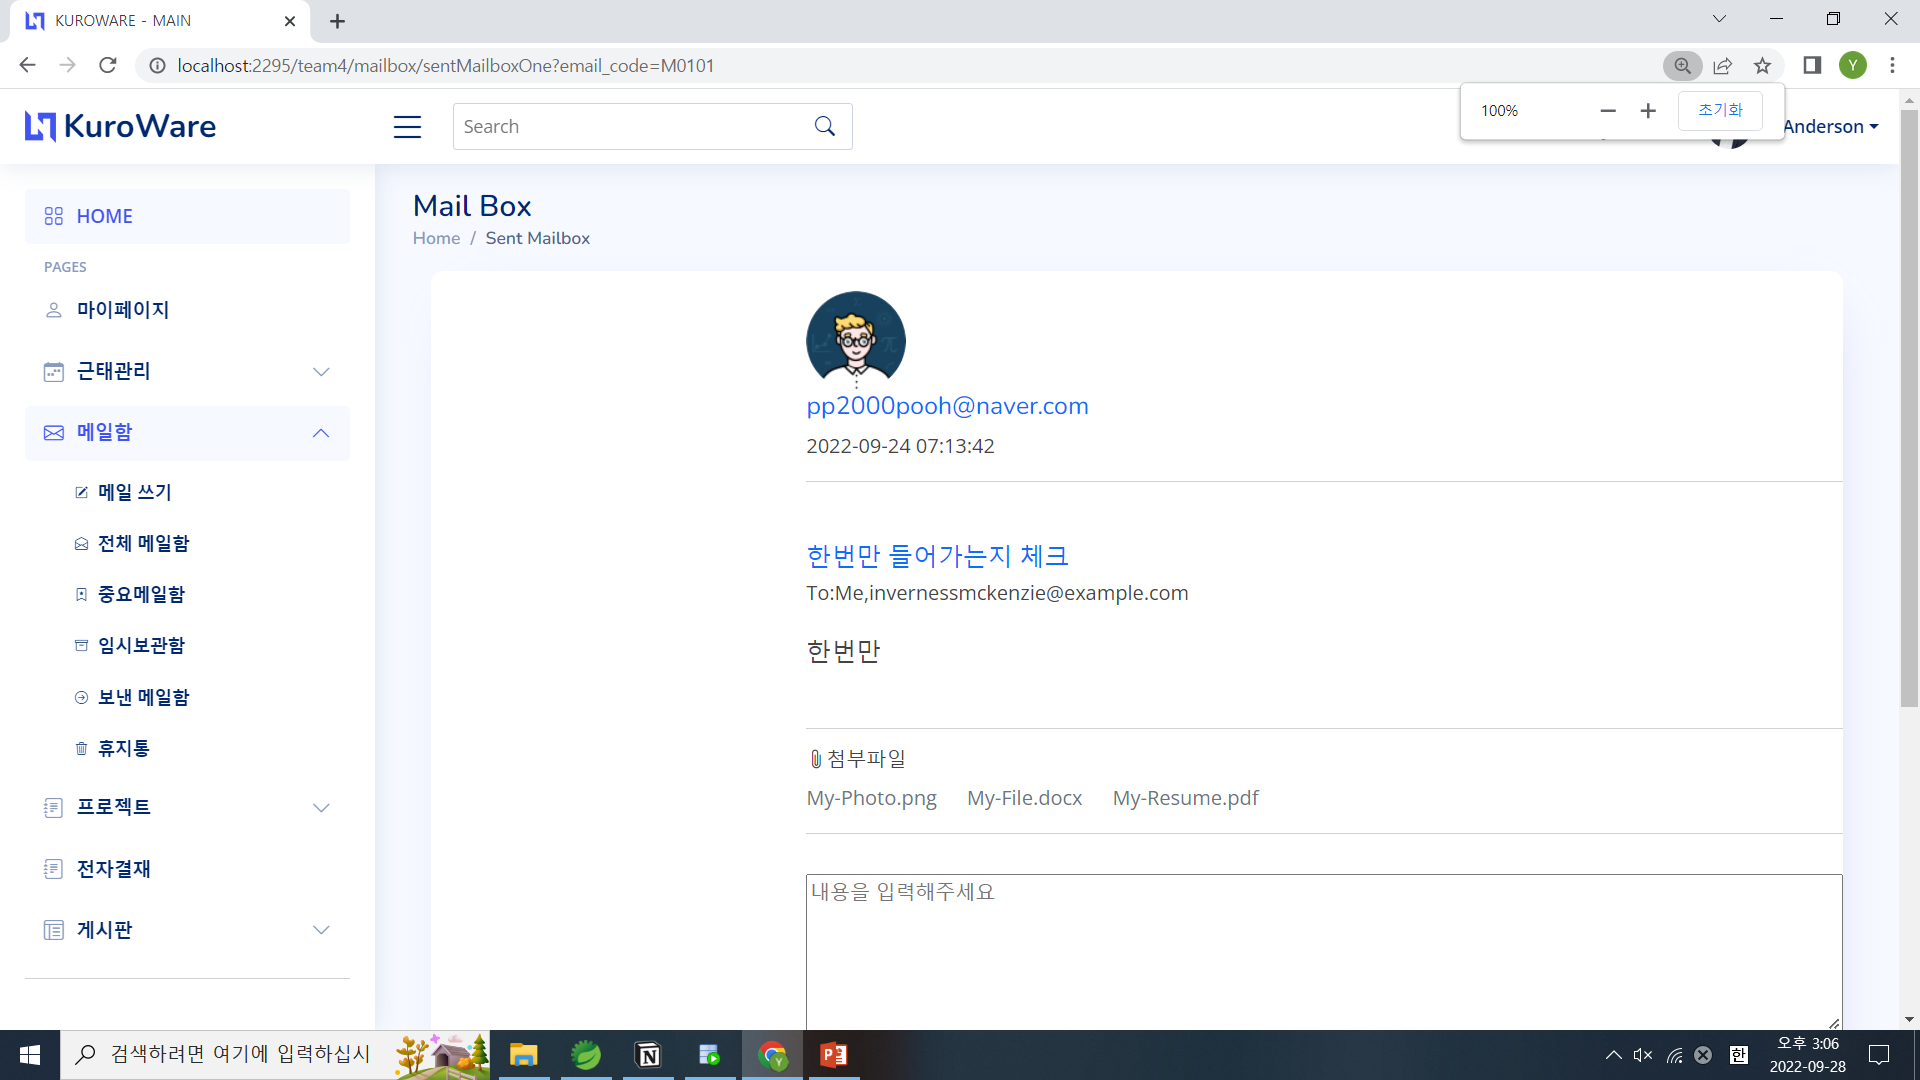 KUROWARE - MAIN
localhost:2295/team4/mailbox/sentMailboxOne?email_code=M0101
Y
100%
초기화
KuroWare
Search
Anderson
HOME
PAGES
마이페이지
근태관리
메일함
메일 쓰기
전체 메일함
중요메일함
임시보관함
보낸 메일함
휴지통
프로젝트
전자결재
게시판
Mail Box
Home / Sent Mailbox
pp2000pooh@naver.com
2022-09-24 07:13:42
한번만 들어가는지 체크
To:Me,invernessmckenzie@example.com
한번만
첨부파일
My-Photo.png My-File.docx My-Resume.pdf
내용을 입력해주세요
검색하려면 여기에 입력하십시
한
오후 3:06
2022-09-28